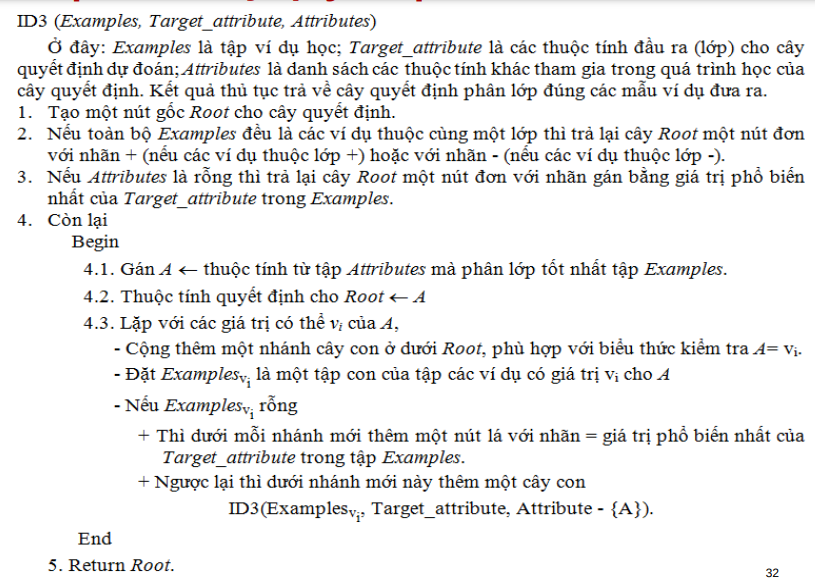 ID3 (Examples, Target_attribute, Attributes)
Ở đây: Examples là tập ví dụ học; Target_attribute là các thuộc tính đầu ra (lớp) cho cây
quyết định dự đoán; Attributes là danh sách các thuộc tính khác tham gia trong quá trình học của
cây quyết định. Kết quả thủ tục trả về cây quyết định phân lớp đúng các mẫu ví dụ đưa ra.
1. Tạo một nút gốc Root cho cây quyết định.
2. Nếu toàn bộ Examples đều là các ví dụ thuộc cùng một lớp thì trả lại cây Root một nút đơn
với nhãn + (nếu các ví dụ thuộc lớp +) hoặc với nhãn - (nếu các ví dụ thuộc lớp -).
3. Nếu Attributes là rỗng thì trả lại cây Root một nút đơn với nhãn gán bằng giá trị phổ biến
nhất của Target_attribute trong Examples.
4. Còn lại
Begin
4.1. Gán A ← thuộc tính từ tập Attributes mà phân lớp tốt nhất tập Examples.
4.2. Thuộc tính quyết định cho Root ← A
4.3. Lặp với các giá trị có thể vi của A,
- Cộng thêm một nhánh cây con ở dưới Root, phù hợp với biểu thức kiểm tra A= vi.
- Đặt Examplesvi là một tập con của tập các ví dụ có giá trị vi cho A
- Nếu Examplesvi rỗng
+ Thì dưới mỗi nhánh mới thêm một nút lá với nhãn = giá trị phổ biến nhất của
Target_attribute trong tập Examples.
+ Ngược lại thì dưới nhánh mới này thêm một cây con
ID3(Examplesvi, Target_attribute, Attribute - {A}).
End
5. Return Root.
32